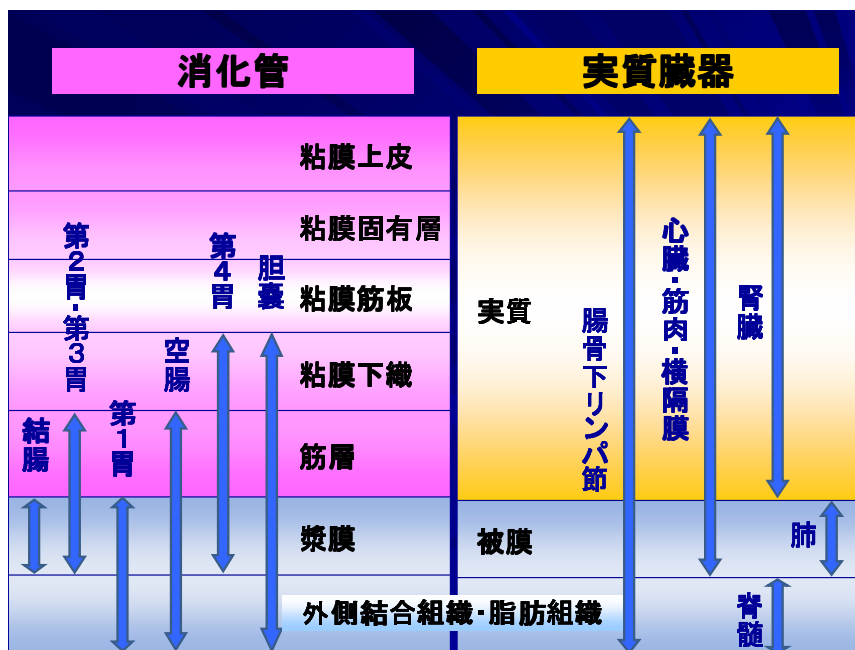 消化管
実質臓器
粘膜上皮
粘膜固有層
粘膜筋板
粘膜下織
筋層
漿膜
外側結合組織・脂肪組織
結腸
第2胃・第3胃
第1胃
空腸
第4胃
胆嚢
実質
被膜
腸骨下リンパ節
心臓・筋肉・横隔膜
腎臓
肺
脊髄